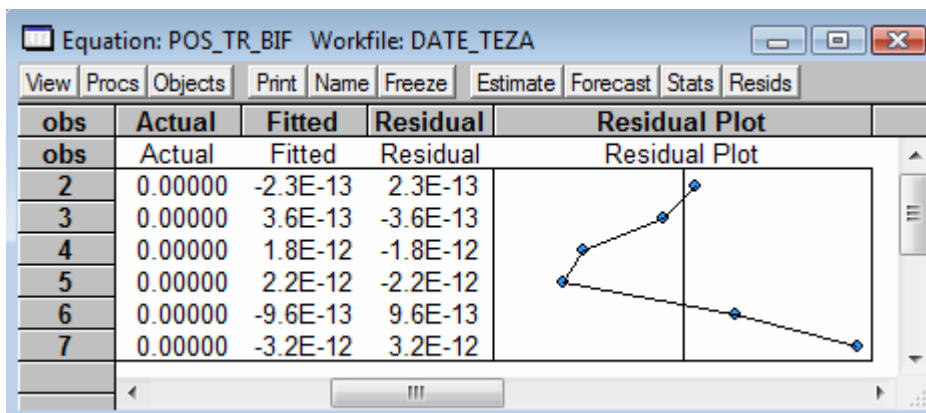 Equation: POS_TR_BIF Workfile: DATE_TEZA
View Procs Objects Print Name Freeze Estimate Forecast Stats Resids
obs Actual Fitted Residual Residual Plot
obs Actual Fitted Residual Residual Plot
2 0.00000 -2.3E-13 2.3E-13
3 0.00000 3.6E-13 -3.6E-13
4 0.00000 1.8E-12 -1.8E-12
5 0.00000 2.2E-12 -2.2E-12
6 0.00000 -9.6E-13 9.6E-13
7 0.00000 -3.2E-12 3.2E-12